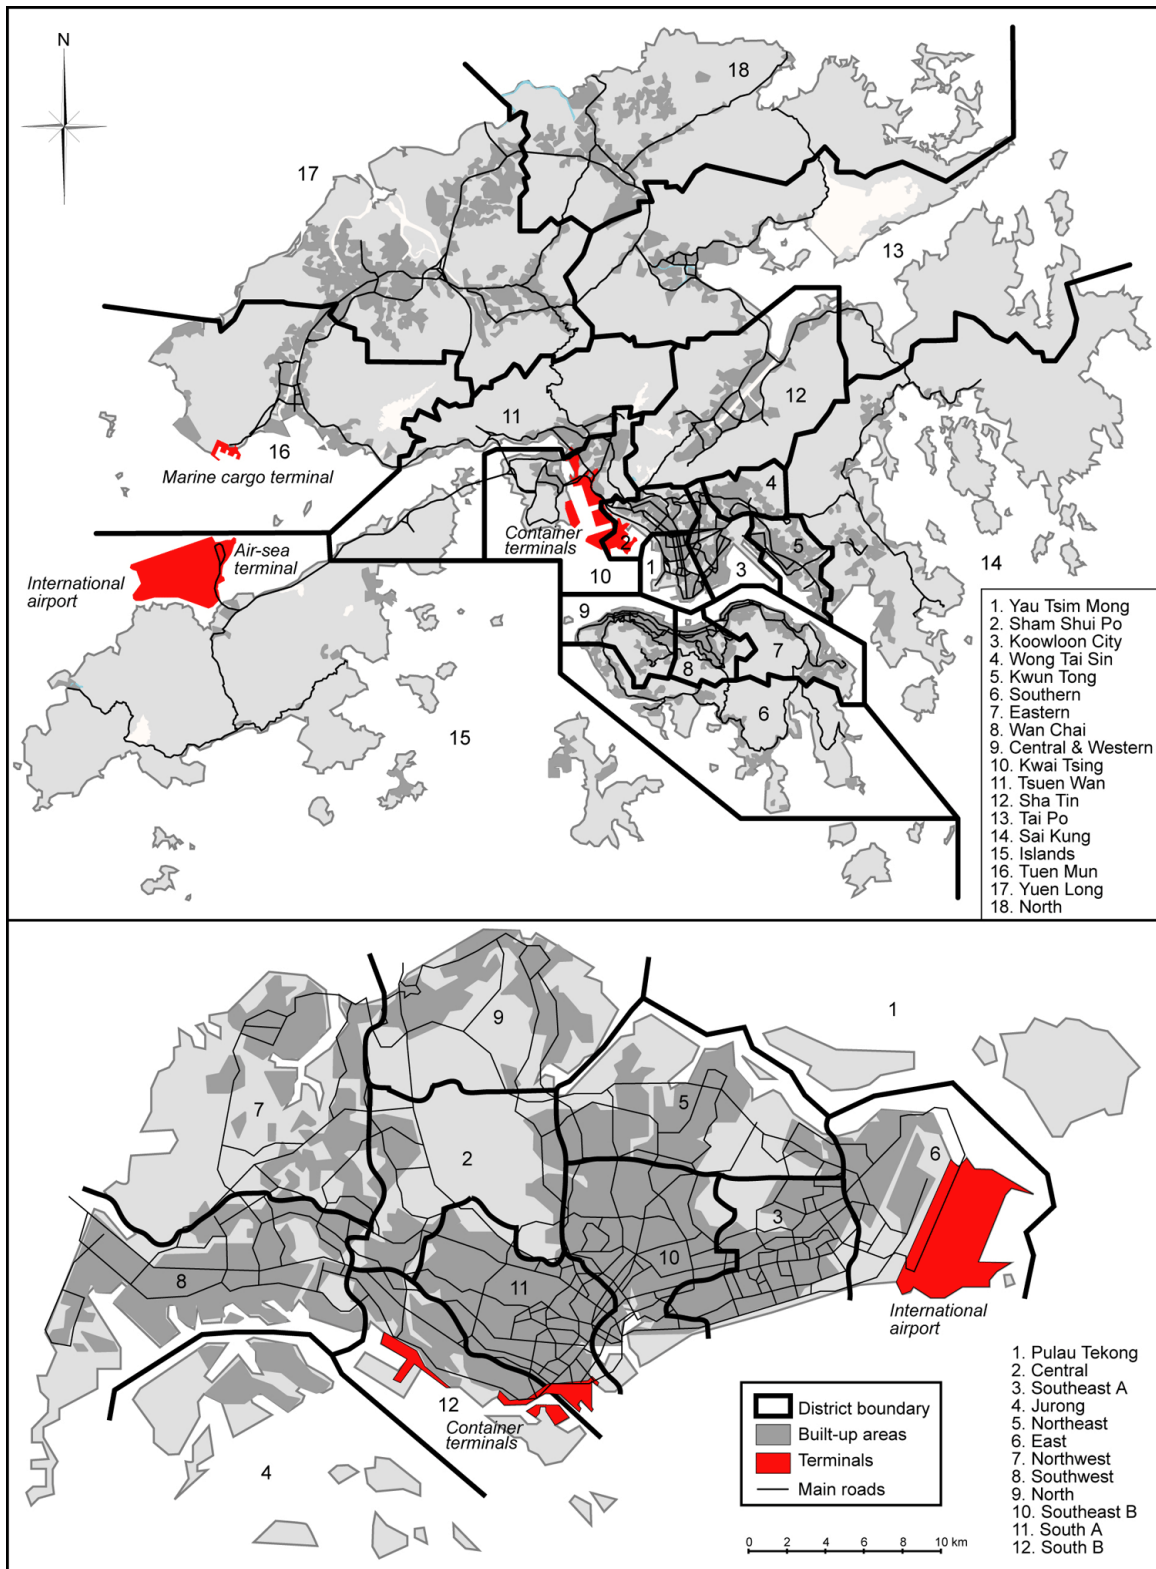 N
18
17
13
12
11
16
Marine cargo terminal
4
Container
terminals
2
5
Air-sea
terminal
International
airport
10
1
3
14
9
7
8
6
15
1. Yau Tsim Mong
2. Sham Shui Po
3. Koowloon City
4. Wong Tai Sin
5. Kwun Tong
6. Southern
7. Eastern
8. Wan Chai
9. Central & Western
10. Kwai Tsing
11. Tsuen Wan
12. Sha Tin
13. Tai Po
14. Sai Kung
15. Islands
16. Tuen Mun
17. Yuen Long
18. North
1
9
5
7
2
6
3
10
8
11
International
airport
12
Container
terminals
4
1. Pulau Tekong
2. Central
3. Southeast A
4. Jurong
5. Northeast
6. East
7. Northwest
8. Southwest
9. North
10. Southeast B
11. South A
12. South B
District boundary
Built-up areas
Terminals
Main roads
0 2 4 6 8 10 km